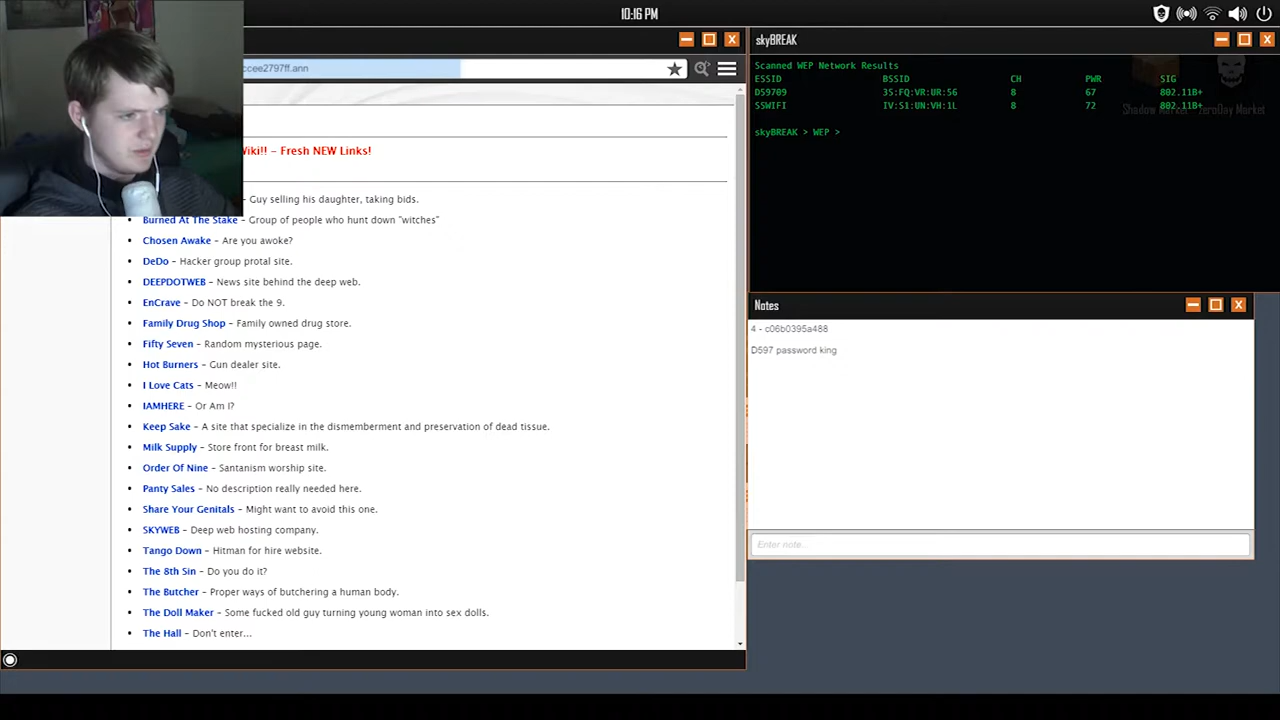 10:16 PM
skyBREAK
ccee2797ff.ann
Scanned WEP Network Results
ESSID BSSID CH PWR SIG
DS9709 3S:FQ:VR:UR:56 8 67 802.11B+
SSWIFI IV:S1:UN:VH:1L 8 72 802.11B+
Shadow Market ZeroDay Market
skyBREAK > WEP >
Wiki!! - Fresh NEW Links!
- Guy selling his daughter, taking bids.
Burned At The Stake - Group of people who hunt down "witches"
Chosen Awake - Are you awoke?
DeDo - Hacker group protal site.
DEEPDOTWEB - News site behind the deep web.
EnCrave - Do NOT break the 9.
Family Drug Shop - Family owned drug store.
Fifty Seven - Random mysterious page.
Hot Burners - Gun dealer site.
I Love Cats - Meow!!
IAMHERE - Or Am I?
Keep Sake - A site that specialize in the dismemberment and preservation of dead tissue.
Milk Supply - Store front for breast milk.
Order Of Nine - Santanism worship site.
Panty Sales - No description really needed here.
Share Your Genitals - Might want to avoid this one.
SKYWEB - Deep web hosting company.
Tango Down - Hitman for hire website.
The 8th Sin - Do you do it?
The Butcher - Proper ways of butchering a human body.
The Doll Maker - Some fucked old guy turning young woman into sex dolls.
The Hall - Don't enter...
Notes
4 - c06b0395a488
D597 password king
Enter note...